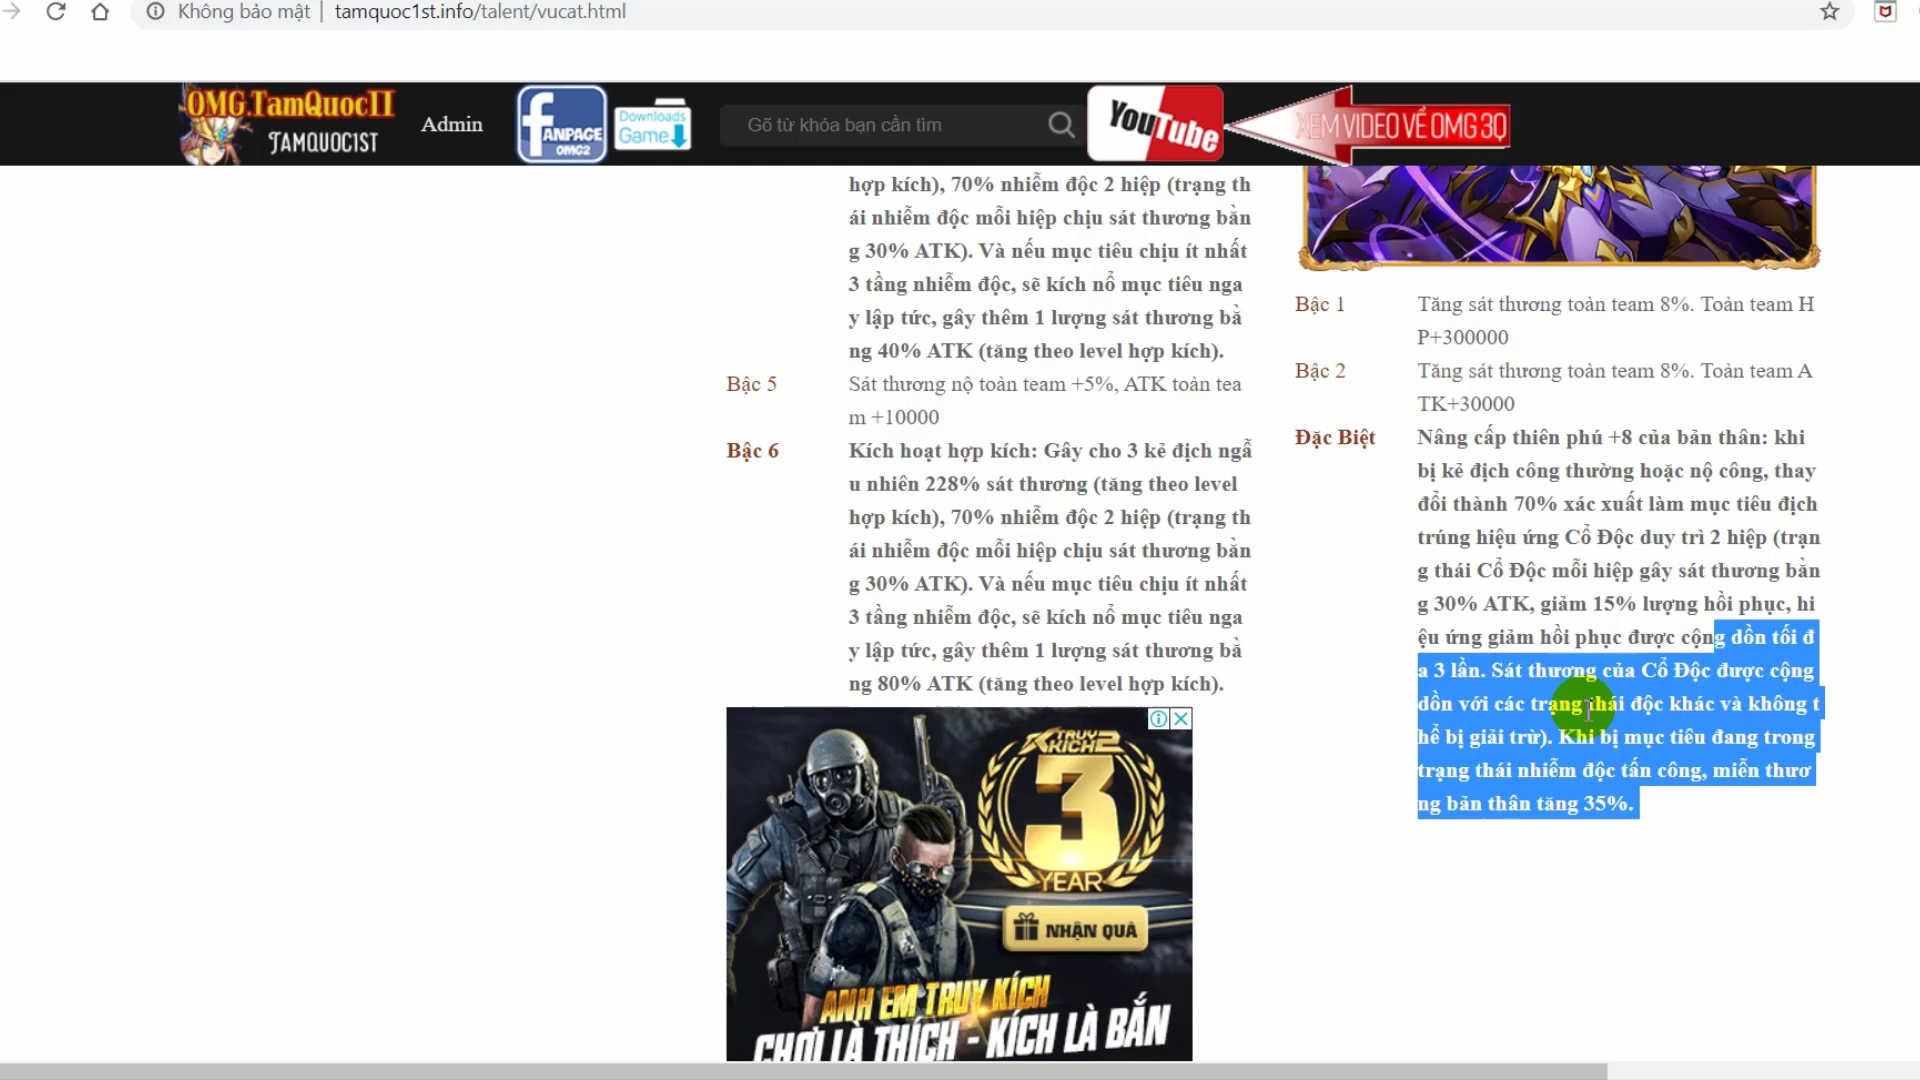 Không bảo mật | tamquoc1st.info/talent/vucat.html
OMG.TamQuocII
TAMQUOC1ST
Admin
FANPAGE
OMG2
Downloads
Game
Gõ từ khóa bạn cần tìm
YouTube
XEM VIDEO VỀ OMG 3Q
hợp kích), 70% nhiễm độc 2 hiệp (trạng th
ái nhiễm độc mỗi hiệp chịu sát thương bằn
g 30% ATK). Và nếu mục tiêu chịu ít nhất
3 tầng nhiễm độc, sẽ kích nổ mục tiêu nga
y lập tức, gây thêm 1 lượng sát thương bằ
ng 40% ATK (tăng theo level hợp kích).
Bậc 5
Sát thương nộ toàn team +5%, ATK toàn tea
m +10000
Bậc 6
Kích hoạt hợp kích: Gây cho 3 kẻ địch ngẫ
u nhiên 228% sát thương (tăng theo level
hợp kích), 70% nhiễm độc 2 hiệp (trạng th
ái nhiễm độc mỗi hiệp chịu sát thương bằn
g 30% ATK). Và nếu mục tiêu chịu ít nhất
3 tầng nhiễm độc, sẽ kích nổ mục tiêu nga
y lập tức, gây thêm 1 lượng sát thương bằ
ng 80% ATK (tăng theo level hợp kích).
TRUY
KÍCH 2
3
YEAR
NHẬN QUÀ
ANH EM TRUY KÍCH
CHƠI LÀ THÍCH - KÍCH LÀ BẮN
Bậc 1
Tăng sát thương toàn team 8%. Toàn team H
P+300000
Bậc 2
Tăng sát thương toàn team 8%. Toàn team A
TK+30000
Đặc Biệt
Nâng cấp thiên phú +8 của bản thân: khi
bị kẻ địch công thường hoặc nộ công, thay
đổi thành 70% xác xuất làm mục tiêu địch
trúng hiệu ứng Cổ Độc duy trì 2 hiệp (trạn
g thái Cổ Độc mỗi hiệp gây sát thương bằn
g 30% ATK, giảm 15% lượng hồi phục, hi
ệu ứng giảm hồi phục được cộng dồn tối đ
a 3 lần. Sát thương của Cổ Độc được cộng
dồn với các trạng thái độc khác và không t
hể bị giải trừ). Khi bị mục tiêu đang trong
trạng thái nhiễm độc tấn công, miễn thươ
ng bản thân tăng 35%.